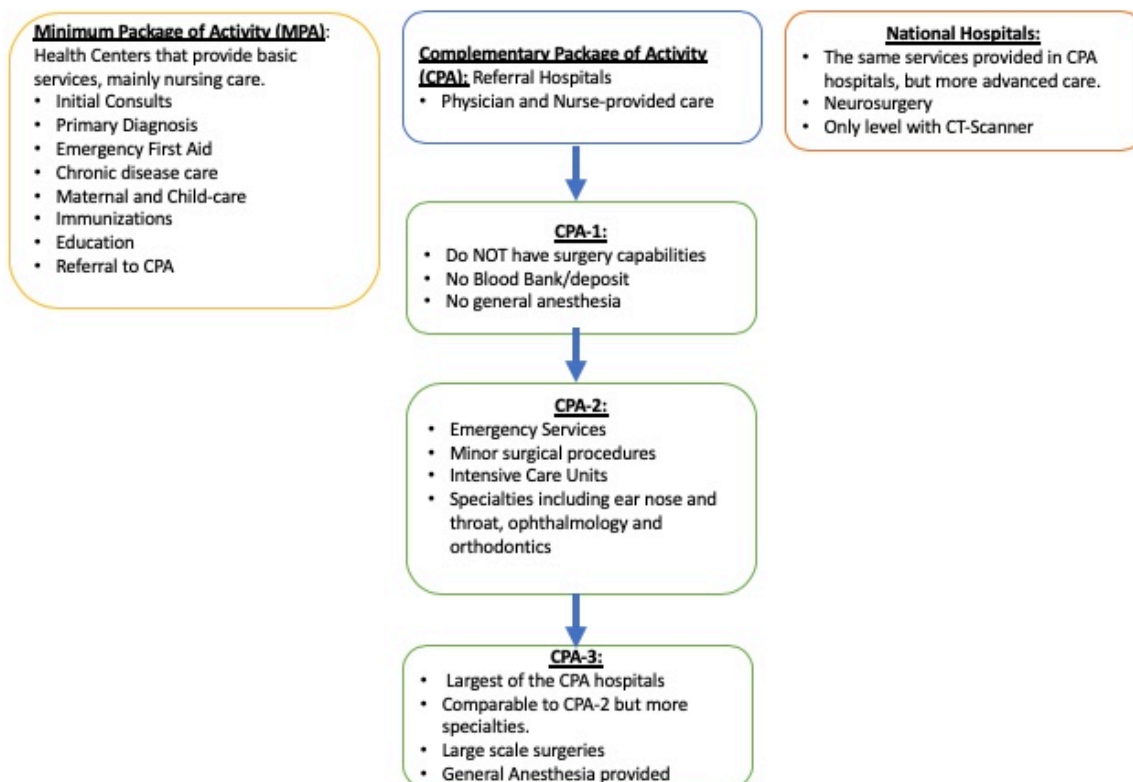 Minimum Package of Activity (MPA):
Health Centers that provide basic
services, mainly nursing care.
• Initial Consults
• Primary Diagnosis
• Emergency First Aid
• Chronic disease care
• Maternal and Child-care
• Immunizations
• Education
• Referral to CPA
Complementary Package of Activity
(CPA): Referral Hospitals
• Physician and Nurse-provided care
National Hospitals:
• The same services provided in CPA
hospitals, but more advanced care.
• Neurosurgery
• Only level with CT-Scanner
CPA-1:
• Do NOT have surgery capabilities
• No Blood Bank/deposit
• No general anesthesia
CPA-2:
• Emergency Services
• Minor surgical procedures
• Intensive Care Units
• Specialties including ear nose and
throat, ophthalmology and
orthodontics
CPA-3:
• Largest of the CPA hospitals
• Comparable to CPA-2 but more
specialties.
• Large scale surgeries
• General Anesthesia provided